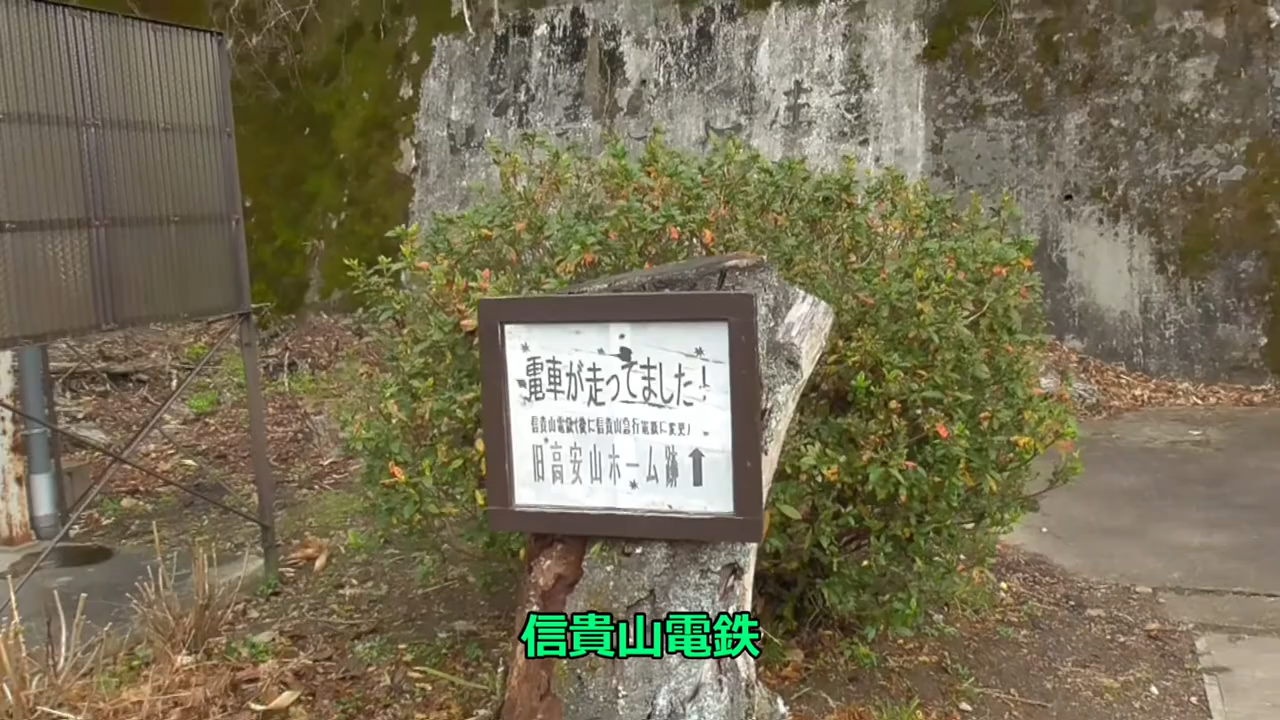 電車が走ってました!
信貴山電鉄(後に信貴山急行電鉄に変更)
旧高安山ホーム跡↑
信貴山電鉄